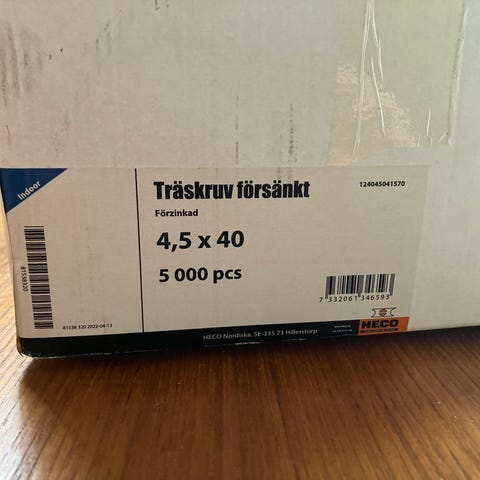 Indoor
Träskruv försänkt
124045041570
Förzinkad
4,5 x 40
5 000 pcs
81538320
7 332061 346593
HECO
81538 320 2022-04-13
HECO Nordiska, SE-335 73 Hillerstorp